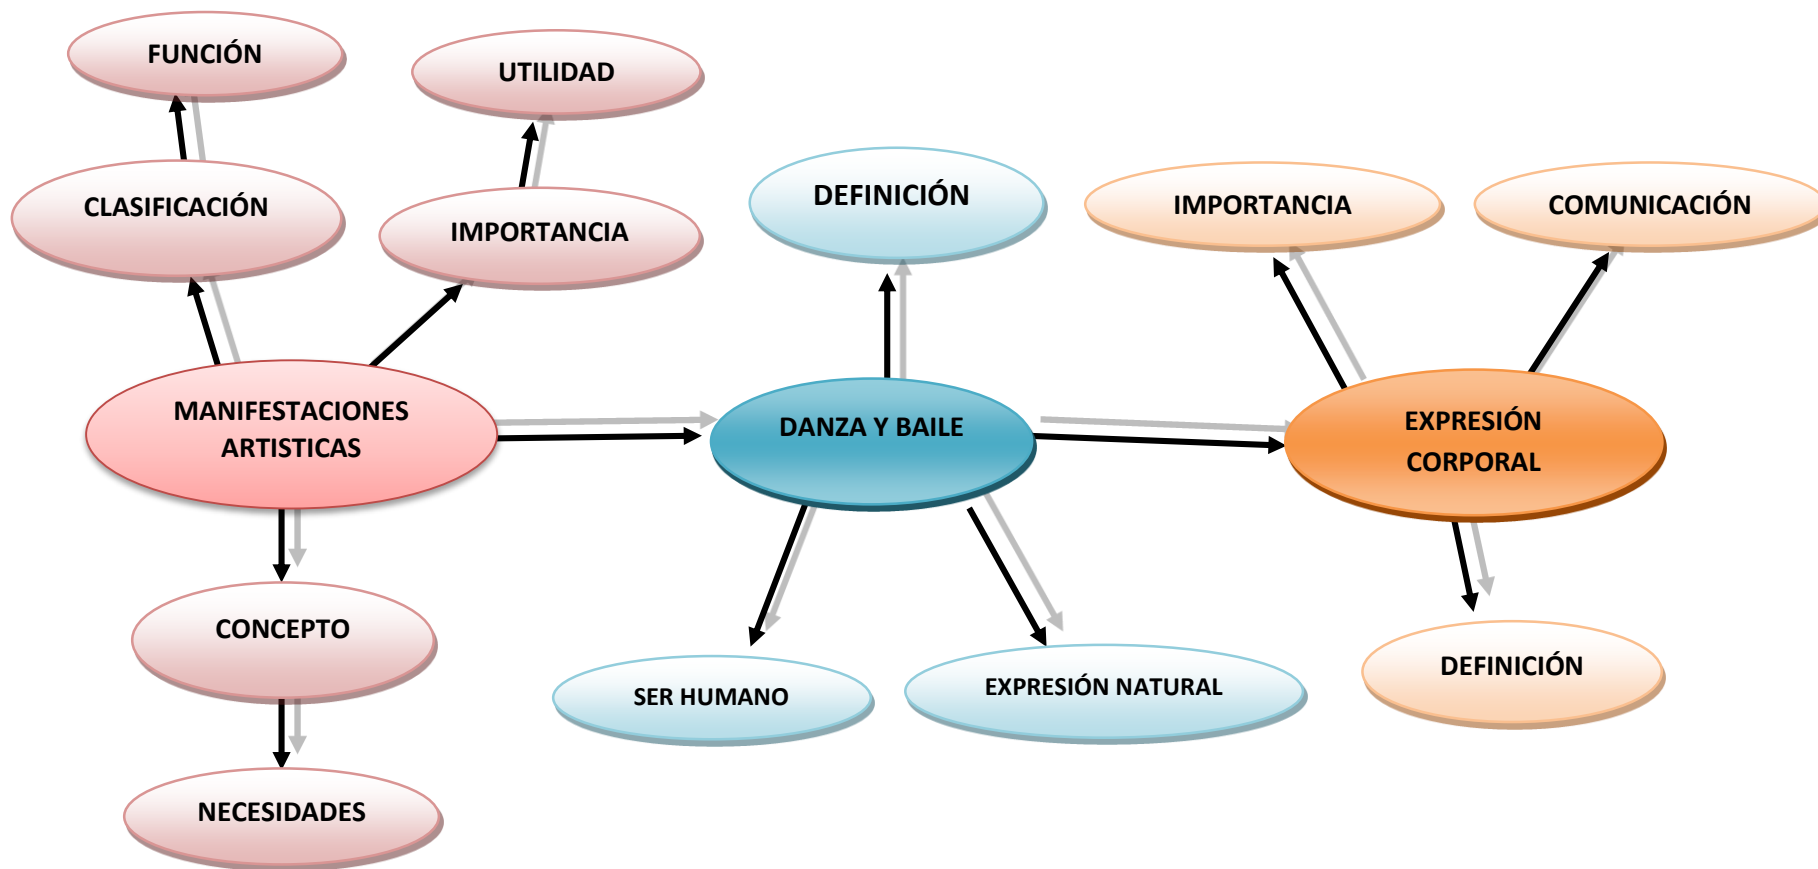 FUNCIÓN
UTILIDAD
CLASIFICACIÓN
IMPORTANCIA
DEFINICIÓN
IMPORTANCIA
COMUNICACIÓN
MANIFESTACIONES
ARTISTICAS
DANZA Y BAILE
EXPRESIÓN
CORPORAL
CONCEPTO
SER HUMANO
EXPRESIÓN NATURAL
DEFINICIÓN
NECESIDADES